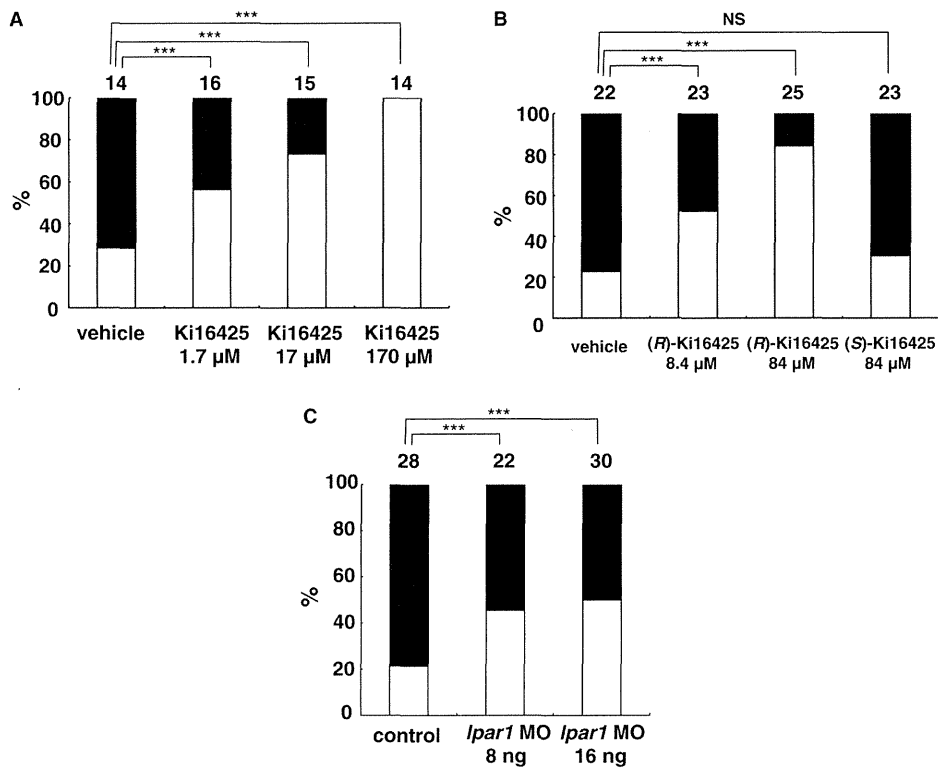 A
***
***
***
14 16 15 14
100
80
60
40
20
0
%
vehicle Ki16425 Ki16425 Ki16425
1.7 µM 17 µM 170 µM
B
NS
***
***
22 23 25 23
100
80
60
40
20
0
%
vehicle (R)-Ki16425 (R)-Ki16425 (S)-Ki16425
8.4 µM 84 µM 84 µM
C
***
***
28 22 30
100
80
60
40
20
0
%
control lpar1 MO lpar1 MO
8 ng 16 ng